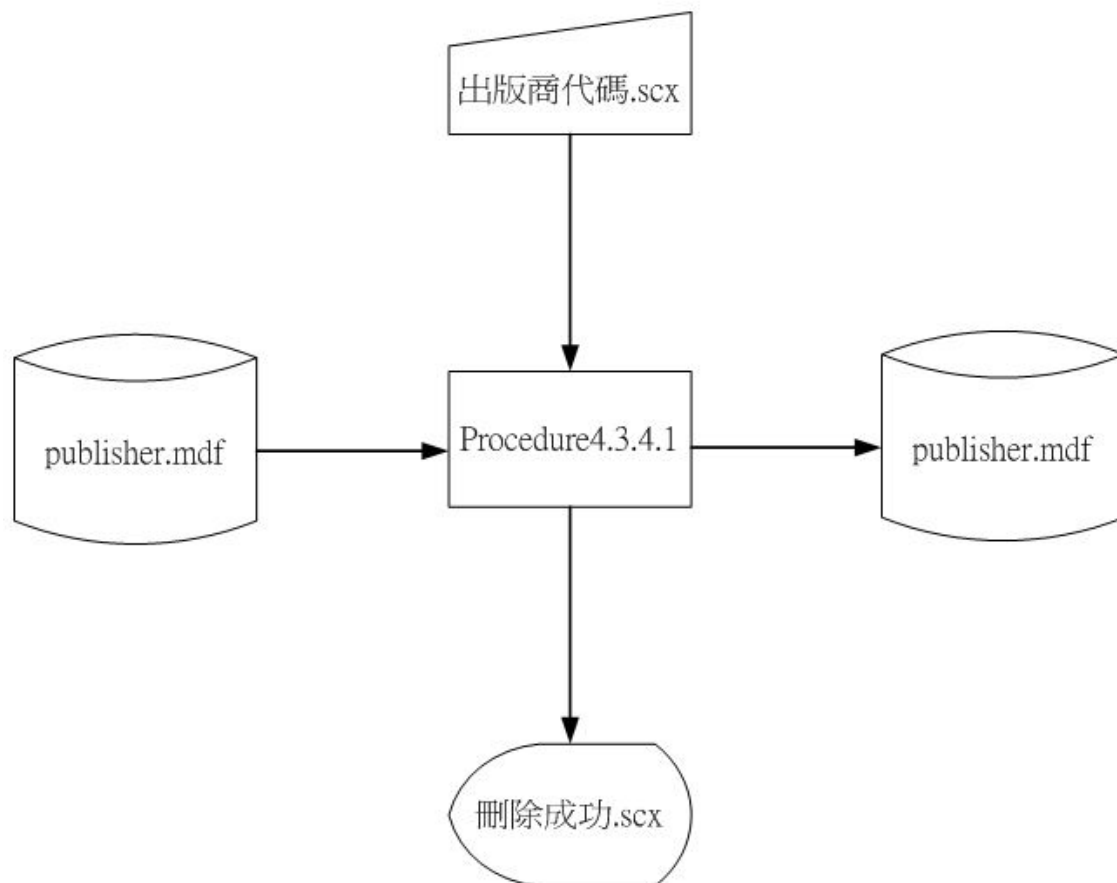 出版商代碼.scx
publisher.mdf
Procedure4.3.4.1
publisher.mdf
刪除成功.scx